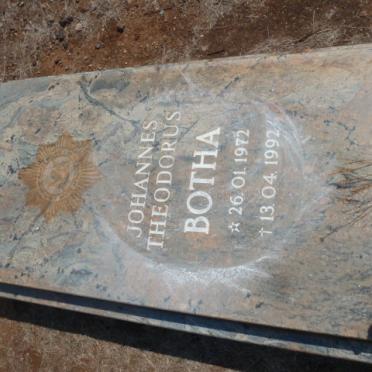 JOHANNES
THEODORUS
BOTHA
☆ 26.01.1972
† 13.04.1992